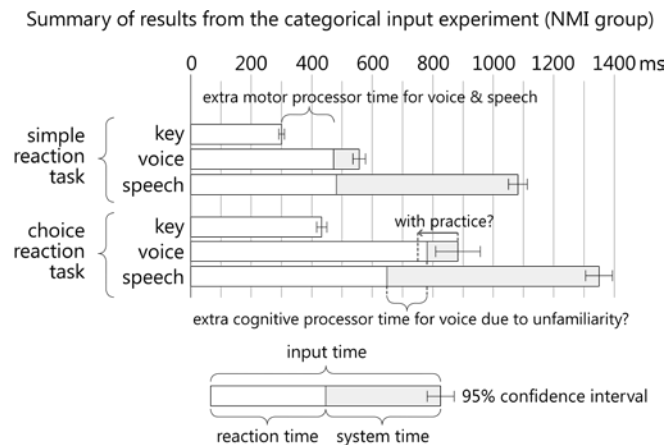 Summary of results from the categorical input experiment (NMI group)
0 200 400 600 800 1000 1200 1400 ms
extra motor processor time for voice & speech
simple
reaction
task
key
voice
speech
choice
reaction
task
key
with practice?
voice
speech
extra cognitive processor time for voice due to unfamiliarity?
input time
95% confidence interval
reaction time system time